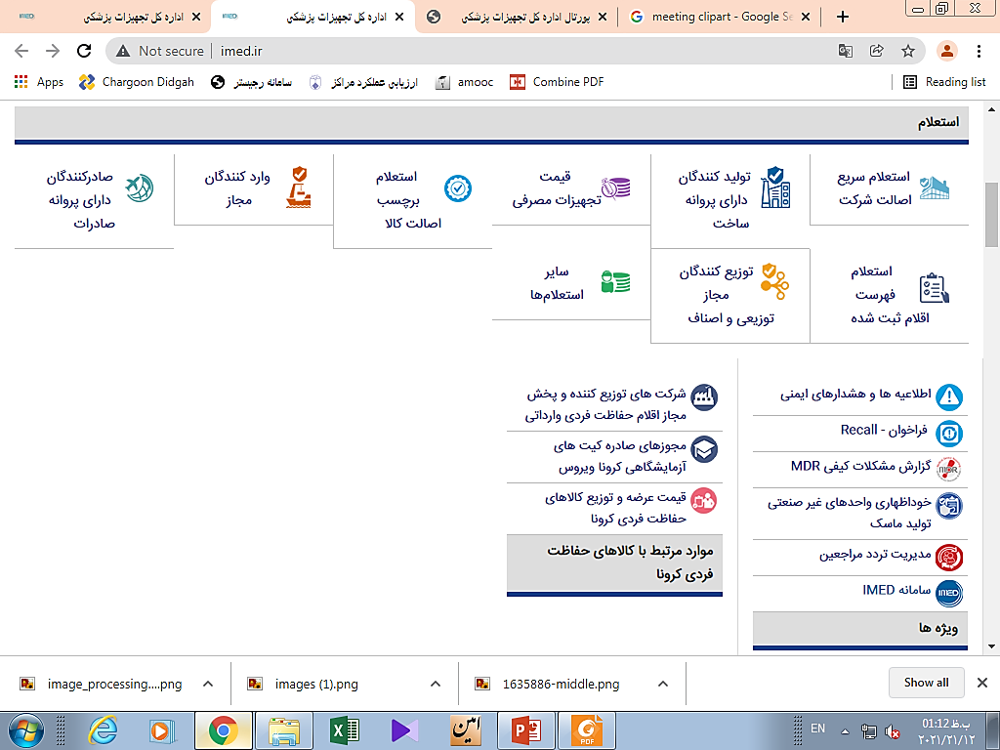 اداره کل تجهیزات پزشکی
اداره کل تجهیزات پزشکی
پورتال اداره کل تجهیزات پزشکی
meeting clipart - Google Se
Not secure
imed.ir
Apps
Chargoon Didgah
سامانه رجیستر
ارزیابی عملکرد مراکز
amooc
Combine PDF
Reading list
استعلام
استعلام سریع
اصالت شرکت
تولید کنندگان
دارای پروانه
ساخت
قیمت
تجهیزات مصرفی
استعلام
برچسب
اصالت کالا
وارد کنندگان
مجاز
صادرکنندگان
دارای پروانه
صادرات
استعلام
فهرست
اقلام ثبت شده
توزیع کنندگان
مجاز
توزیعی و اصناف
سایر
استعلام‌ها
اطلاعیه ها و هشدارهای ایمنی
فراخوان - Recall
گزارش مشکلات کیفی MDR
خوداظهاری واحدهای غیر صنعتی
تولید ماسک
مدیریت تردد مراجعین
سامانه IMED
ویژه ها
شرکت های توزیع کننده و پخش
مجاز اقلام حفاظت فردی وارداتی
مجوزهای صادره کیت های
آزمایشگاهی کرونا ویروس
قیمت عرضه و توزیع کالاهای
حفاظت فردی کرونا
موارد مرتبط با کالاهای حفاظت
فردی کرونا
image_processing....png
images (1).png
1635886-middle.png
Show all
امین
PDF
EN
01:12 ب.ظ
۲۰۲۱/۲۱/۱۲